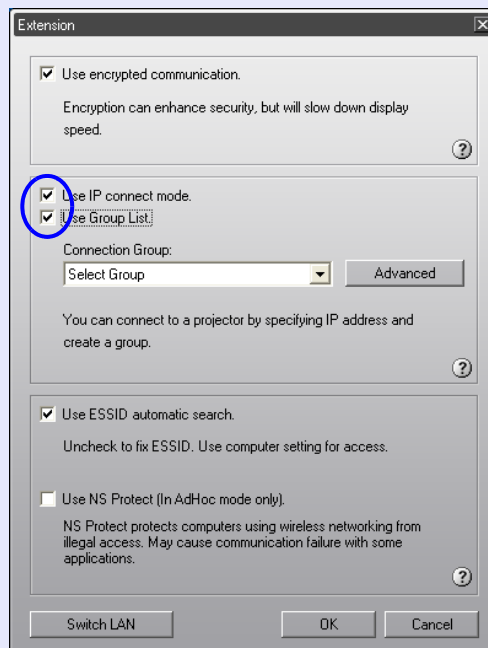 Extension
Use encrypted communication.
Encryption can enhance security, but will slow down display
speed.
?
Use IP connect mode.
Use Group List.
Connection Group:
Select Group
Advanced
You can connect to a projector by specifying IP address and
create a group.
?
Use ESSID automatic search.
Uncheck to fix ESSID. Use computer setting for access.
Use NS Protect (In AdHoc mode only).
NS Protect protects computers using wireless networking from
illegal access. May cause communication failure with some
applications.
?
Switch LAN
OK
Cancel